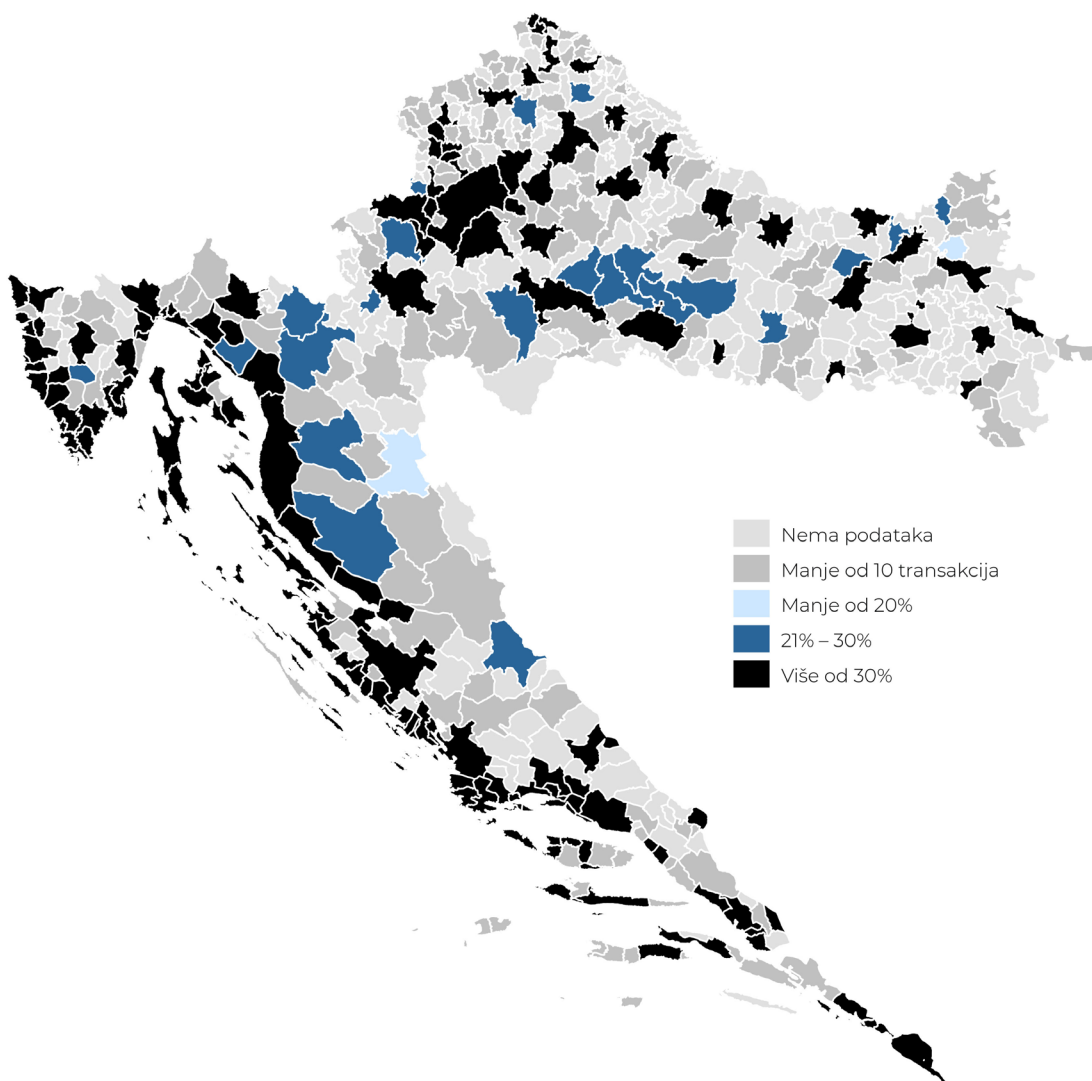 Nema podataka
Manje od 10 transakcija
Manje od 20%
21% – 30%
Više od 30%